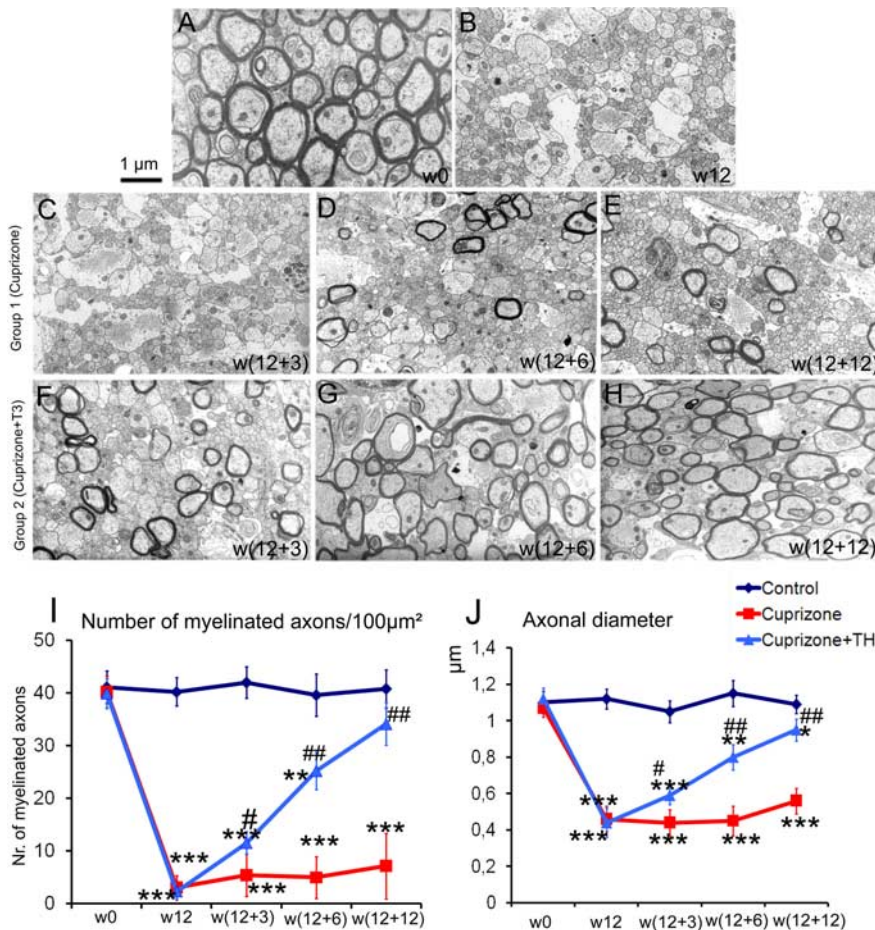 A
w0
B
w12
1 µm
Group 1 (Cuprizone)
C
w(12+3)
D
w(12+6)
E
w(12+12)
Group 2 (Cuprizone+T3)
F
w(12+3)
G
w(12+6)
H
w(12+12)
I
Number of myelinated axons/100µm²
Nr. of myelinated axons
50
40
30
20
10
0
***
***
#
***
***
##
**
***
##
***
w0
w12
w(12+3)
w(12+6)
w(12+12)
J
Axonal diameter
Control
Cuprizone
Cuprizone+TH
µm
1,4
1,2
1
0,8
0,6
0,4
0,2
0
***
***
#
***
***
##
**
***
##
*
***
w0
w12
w(12+3)
w(12+6)
w(12+12)